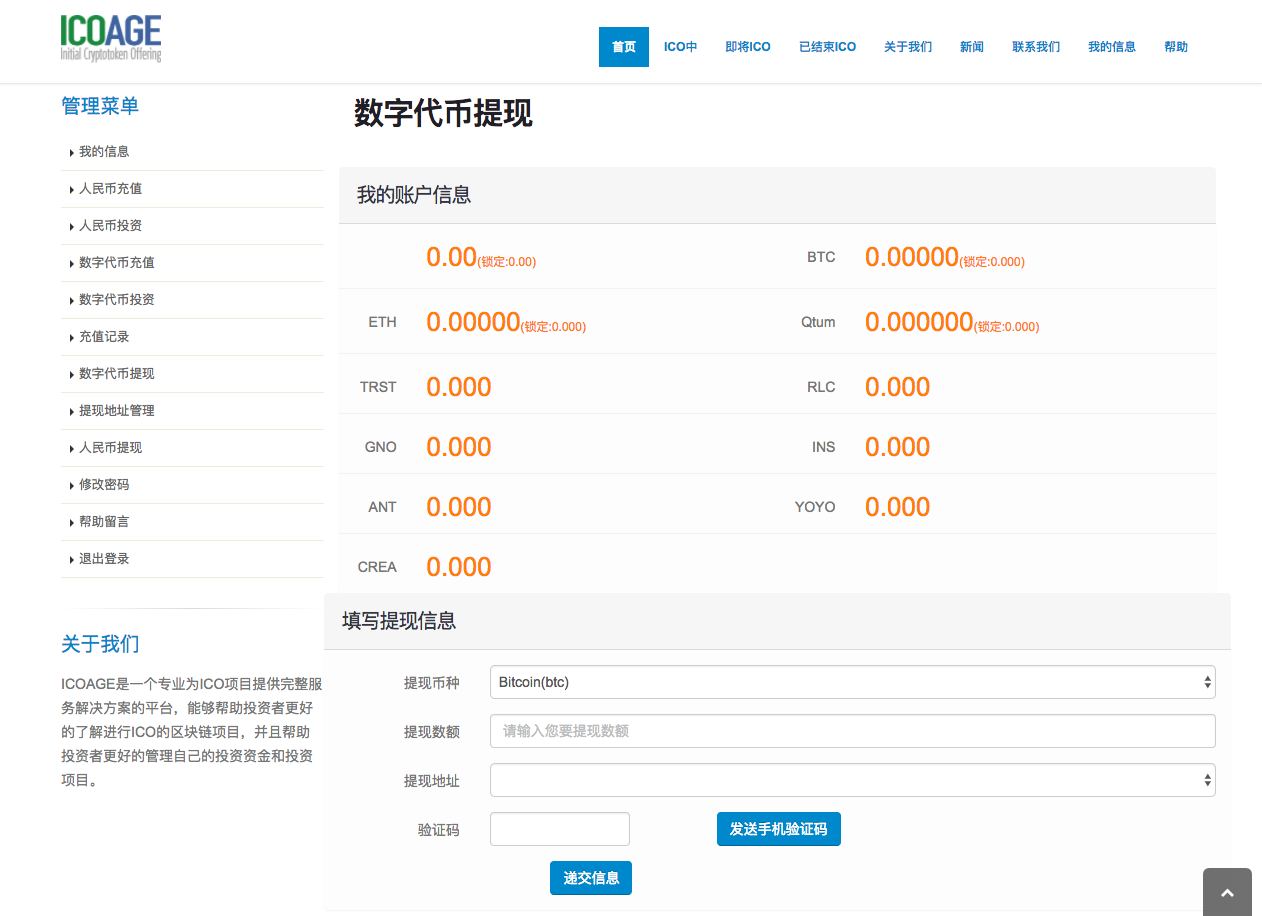 ICOAGE
Initial Cryptotoken Offering
首页 ICO中 即将ICO 已结束ICO 关于我们 新闻 联系我们 我的信息 帮助
管理菜单
我的信息
人民币充值
人民币投资
数字代币充值
数字代币投资
充值记录
数字代币提现
提现地址管理
人民币提现
修改密码
帮助留言
退出登录
关于我们
ICOAGE是一个专业为ICO项目提供完整服
务解决方案的平台，能够帮助投资者更好
的了解进行ICO的区块链项目，并且帮助
投资者更好的管理自己的投资资金和投资
项目。
数字代币提现
我的账户信息
0.00(锁定:0.00) BTC 0.00000(锁定:0.000)
ETH 0.00000(锁定:0.000) Qtum 0.000000(锁定:0.000)
TRST 0.000 RLC 0.000
GNO 0.000 INS 0.000
ANT 0.000 YOYO 0.000
CREA 0.000
填写提现信息
提现币种 Bitcoin(btc)
提现数额 请输入您要提现数额
提现地址
验证码 发送手机验证码
递交信息